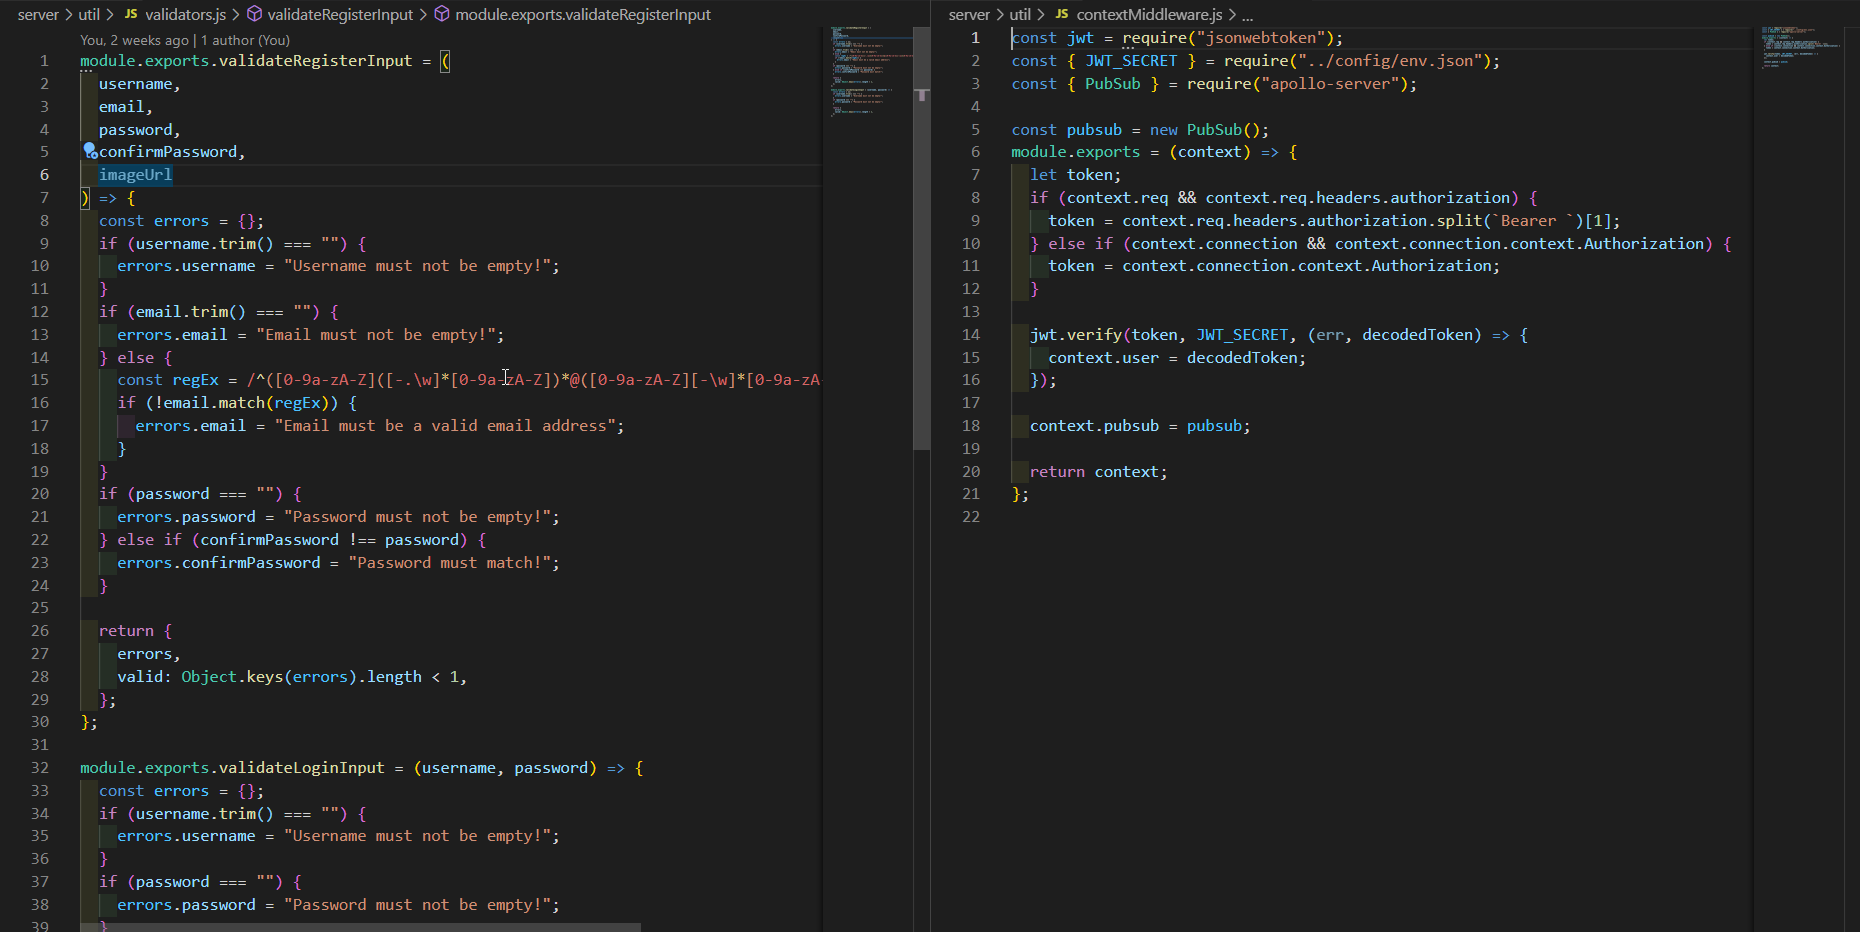 server > util > JS validators.js > validateRegisterInput > module.exports.validateRegisterInput
You, 2 weeks ago | 1 author (You)
1 module.exports.validateRegisterInput = (
2 username,
3 email,
4 password,
5 confirmPassword,
6 imageUrl
7 ) => {
8 const errors = {};
9 if (username.trim() === "") {
10 errors.username = "Username must not be empty!";
11 }
12 if (email.trim() === "") {
13 errors.email = "Email must not be empty!";
14 } else {
15 const regEx = /^([0-9a-zA-Z]([-.\w]*[0-9a-zA-Z])*@([0-9a-zA-Z][-\w]*[0-9a-zA-
16 if (!email.match(regEx)) {
17 errors.email = "Email must be a valid email address";
18 }
19 }
20 if (password === "") {
21 errors.password = "Password must not be empty!";
22 } else if (confirmPassword !== password) {
23 errors.confirmPassword = "Password must match!";
24 }
25
26 return {
27 errors,
28 valid: Object.keys(errors).length < 1,
29 };
30 };
31
32 module.exports.validateLoginInput = (username, password) => {
33 const errors = {};
34 if (username.trim() === "") {
35 errors.username = "Username must not be empty!";
36 }
37 if (password === "") {
38 errors.password = "Password must not be empty!";
39 }
server > util > JS contextMiddleware.js > ...
1 const jwt = require("jsonwebtoken");
2 const { JWT_SECRET } = require("../config/env.json");
3 const { PubSub } = require("apollo-server");
4
5 const pubsub = new PubSub();
6 module.exports = (context) => {
7 let token;
8 if (context.req && context.req.headers.authorization) {
9 token = context.req.headers.authorization.split(`Bearer `)[1];
10 } else if (context.connection && context.connection.context.Authorization) {
11 token = context.connection.context.Authorization;
12 }
13
14 jwt.verify(token, JWT_SECRET, (err, decodedToken) => {
15 context.user = decodedToken;
16 });
17
18 context.pubsub = pubsub;
19
20 return context;
21 };
22